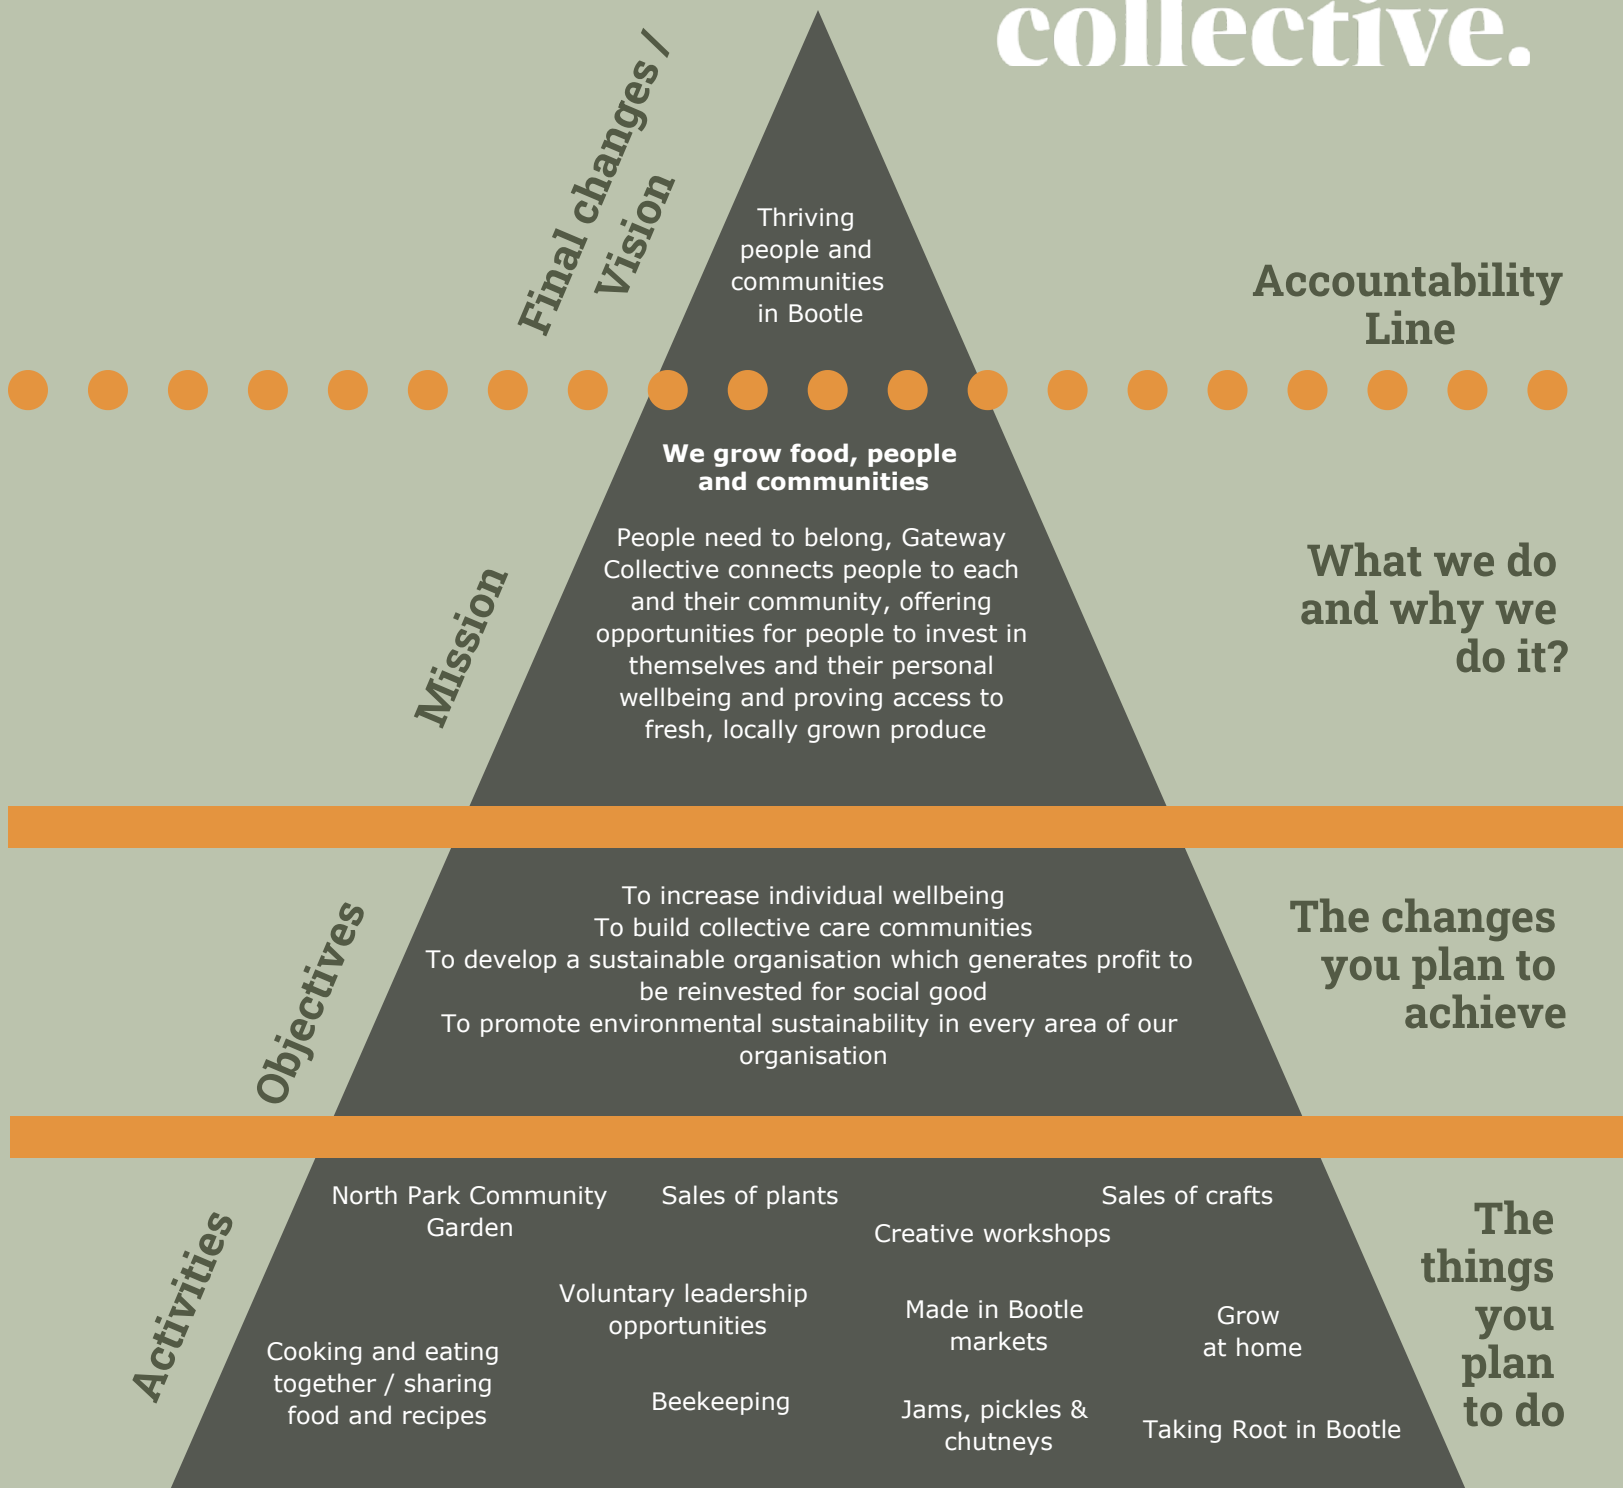 collective.
Final changes /
Vision
Thriving
people and
communities
in Bootle
Accountability
Line
We grow food, people
and communities
People need to belong, Gateway
Collective connects people to each
and their community, offering
opportunities for people to invest in
themselves and their personal
wellbeing and proving access to
fresh, locally grown produce
Mission
What we do
and why we
do it?
Objectives
To increase individual wellbeing
To build collective care communities
To develop a sustainable organisation which generates profit to
be reinvested for social good
To promote environmental sustainability in every area of our
organisation
The changes
you plan to
achieve
Activities
North Park Community
Garden
Sales of plants
Creative workshops
Sales of crafts
Voluntary leadership
opportunities
Made in Bootle
markets
Grow
at home
Cooking and eating
together / sharing
food and recipes
Beekeeping
Jams, pickles &
chutneys
Taking Root in Bootle
The
things
you
plan
to do